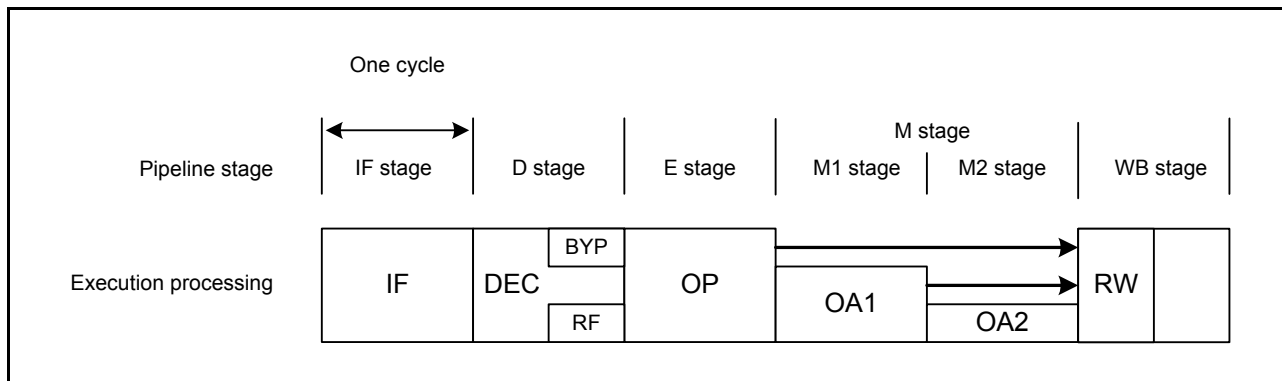 One cycle
M stage
Pipeline stage IF stage D stage E stage M1 stage M2 stage WB stage
BYP
Execution processing IF DEC OP OA1 RW
RF OA2